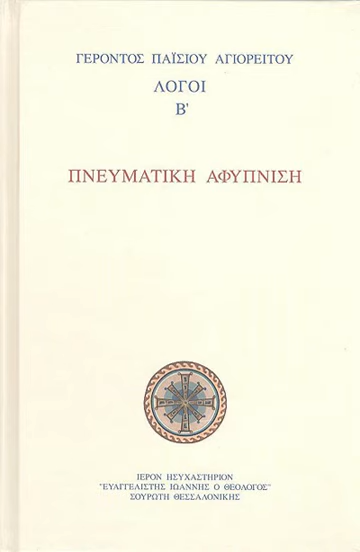 ΓΕΡΟΝΤΟΣ ΠΑΪΣΙΟΥ ΑΓΙΟΡΕΙΤΟΥ
ΛΟΓΟΙ
Β'
ΠΝΕΥΜΑΤΙΚΗ ΑΦΥΠΝΙΣΗ
ΙΕΡΟΝ ΗΣΥΧΑΣΤΗΡΙΟΝ
"ΕΥΑΓΓΕΛΙΣΤΗΣ ΙΩΑΝΝΗΣ Ο ΘΕΟΛΟΓΟΣ"
ΣΟΥΡΩΤΗ ΘΕΣΣΑΛΟΝΙΚΗΣ